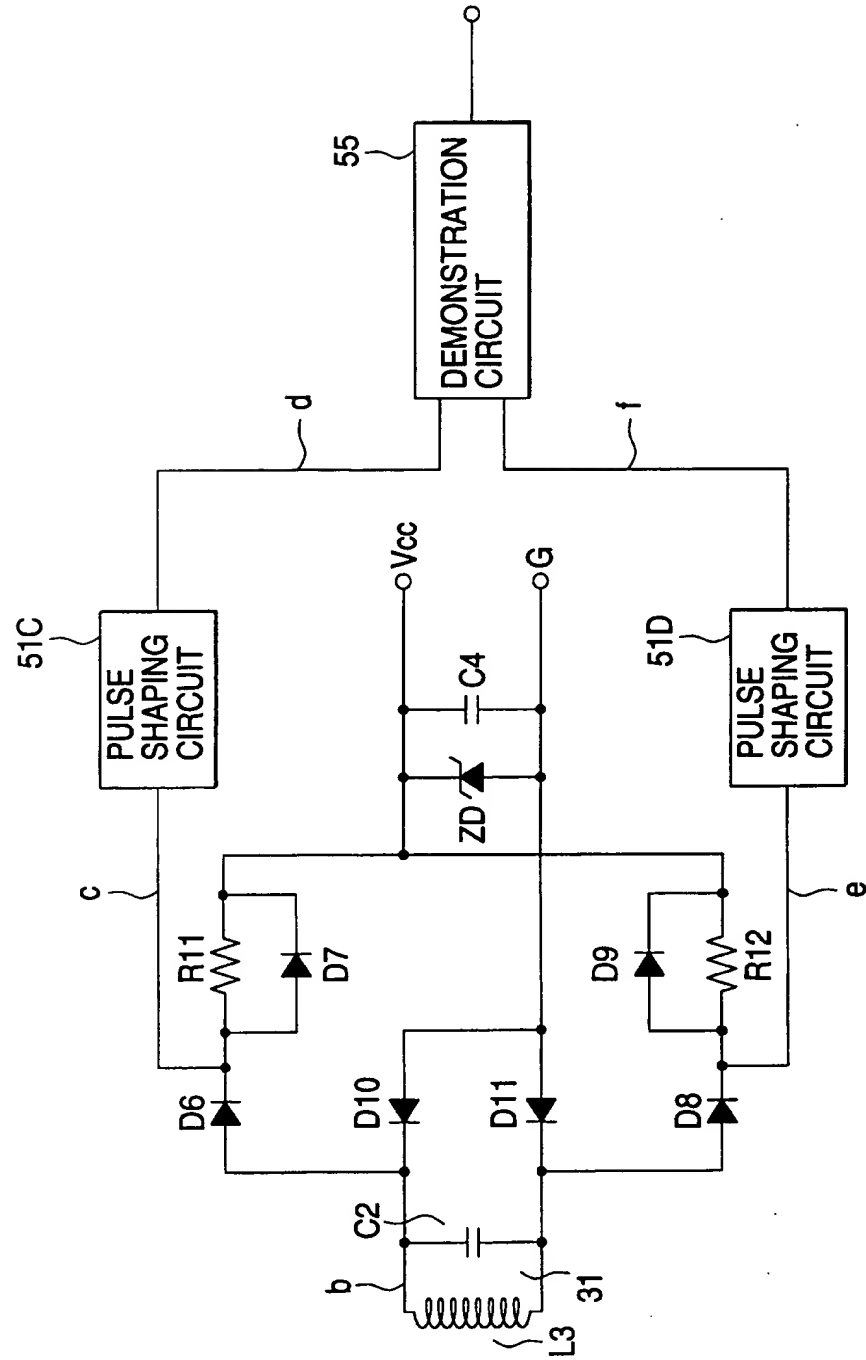 55
DEMONSTRATION
CIRCUIT
d
f
51C
PULSE
SHAPING
CIRCUIT
Vcc
G
51D
PULSE
SHAPING
CIRCUIT
C4
ZD
c
e
R11
D7
D9
R12
D6
D10
D11
D8
C2
b
31
L3